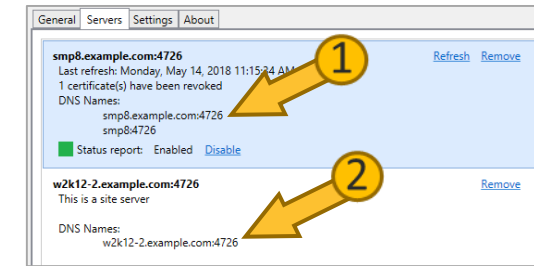 General Servers Settings About
smp8.example.com:4726 Refresh Remove
Last refresh: Monday, May 14, 2018 11:15:34 AM
1 certificate(s) have been revoked
DNS Names:
smp8.example.com:4726
smp8:4726
Status report: Enabled Disable
w2k12-2.example.com:4726 Remove
This is a site server
DNS Names:
w2k12-2.example.com:4726
1
2